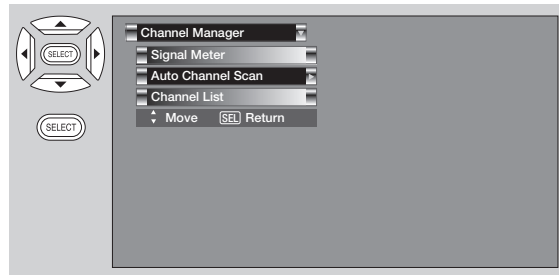 SELECT
SELECT
Channel Manager
Signal Meter
Auto Channel Scan
Channel List
Move SEL Return